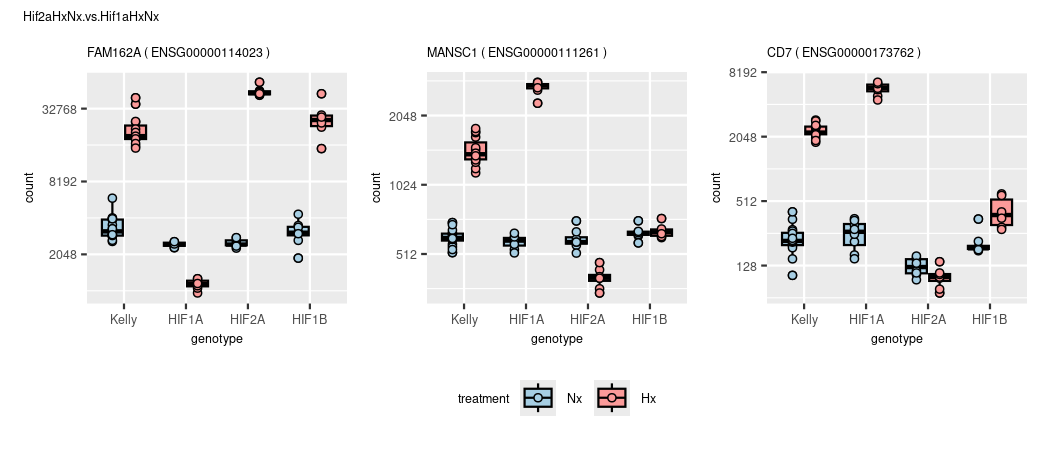 Hif2aHxNx.vs.Hif1aHxNx
FAM162A ( ENSG00000114023 )
MANSC1 ( ENSG00000111261 )
CD7 ( ENSG00000173762 )
count
32768
8192
2048
Kelly
HIF1A
HIF2A
HIF1B
genotype
count
2048
1024
512
Kelly
HIF1A
HIF2A
HIF1B
genotype
count
8192
2048
512
128
Kelly
HIF1A
HIF2A
HIF1B
genotype
treatment Nx Hx